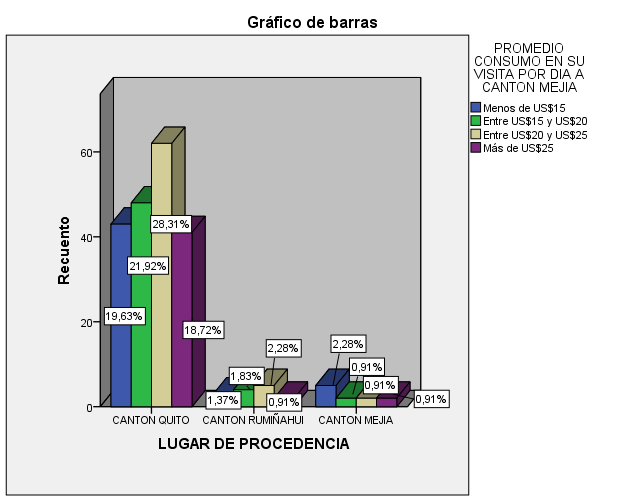 Gráfico de barras
PROMEDIO
CONSUMO EN SU
VISITA POR DIA A
CANTON MEJIA
Menos de US$15
Entre US$15 y US$20
Entre US$20 y US$25
Más de US$25
Recuento
60
40
20
0
19,63%
21,92%
28,31%
18,72%
1,37%
1,83%
2,28%
0,91%
2,28%
0,91%
0,91%
0,91%
CANTON QUITO
CANTON RUMIÑAHUI
CANTON MEJIA
LUGAR DE PROCEDENCIA